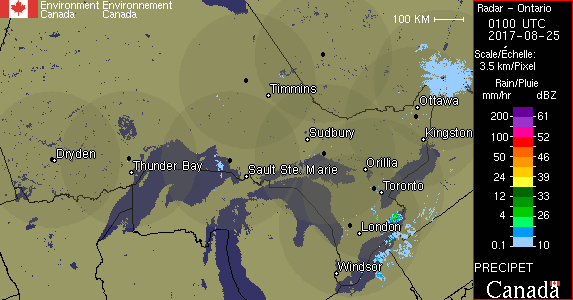 Environment Environnement
Canada Canada
Radar - Ontario
0100 UTC
2017-08-25
100 KM
Scale/Échelle:
3.5 km/Pixel
Rain/Pluie
mm/hr dBZ
200 61
100 52
50 46
24 39
12 33
4 26
1 20
0.1 10
PRECIPET
Canada
Timmins
Ottawa
Sudbury
Kingston
Dryden
Thunder Bay
Sault Ste. Marie
Orillia
Toronto
London
Windsor